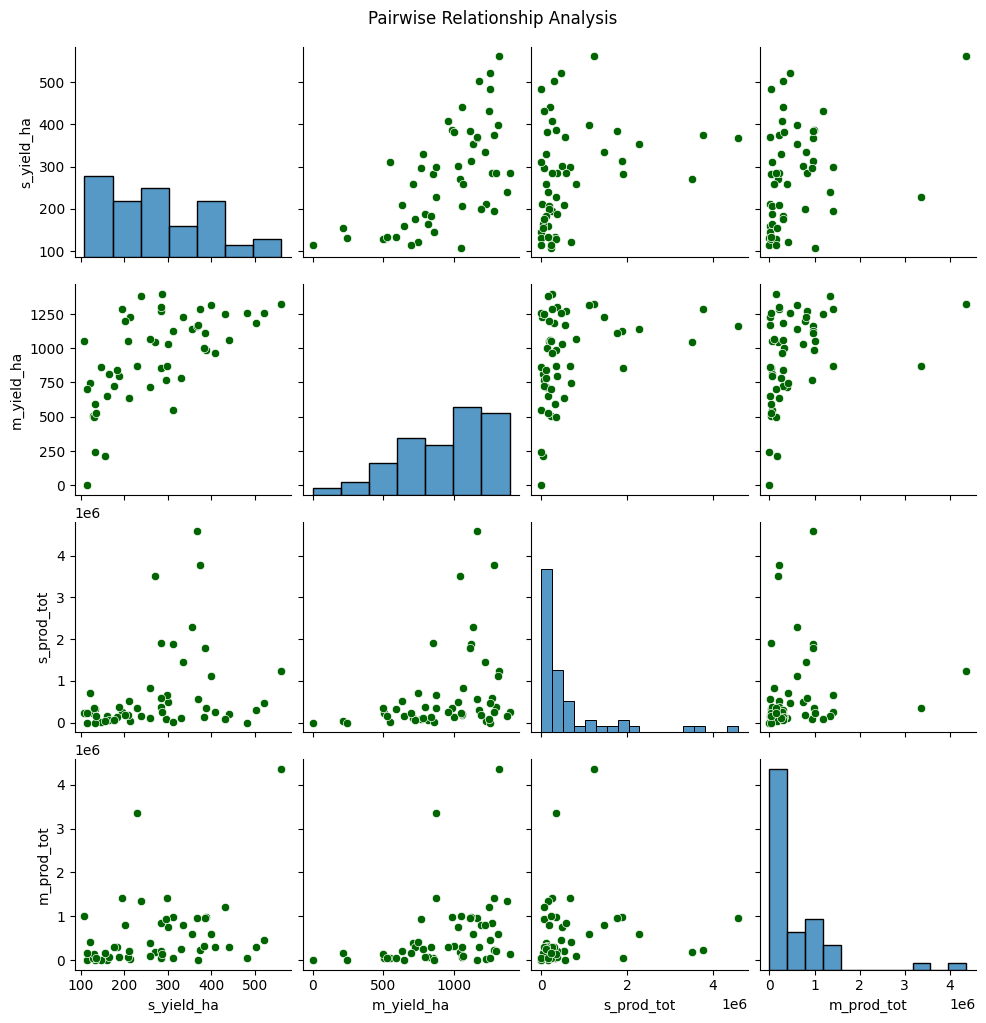 Pairwise Relationship Analysis
500
400
300
200
100
s_yield_ha
1250
1000
750
500
250
0
m_yield_ha
1e6
4
3
2
1
0
s_prod_tot
1e6
4
3
2
1
0
m_prod_tot
100 200 300 400 500
s_yield_ha
0 500 1000
m_yield_ha
0 2 4
1e6
s_prod_tot
0 1 2 3 4
1e6
m_prod_tot